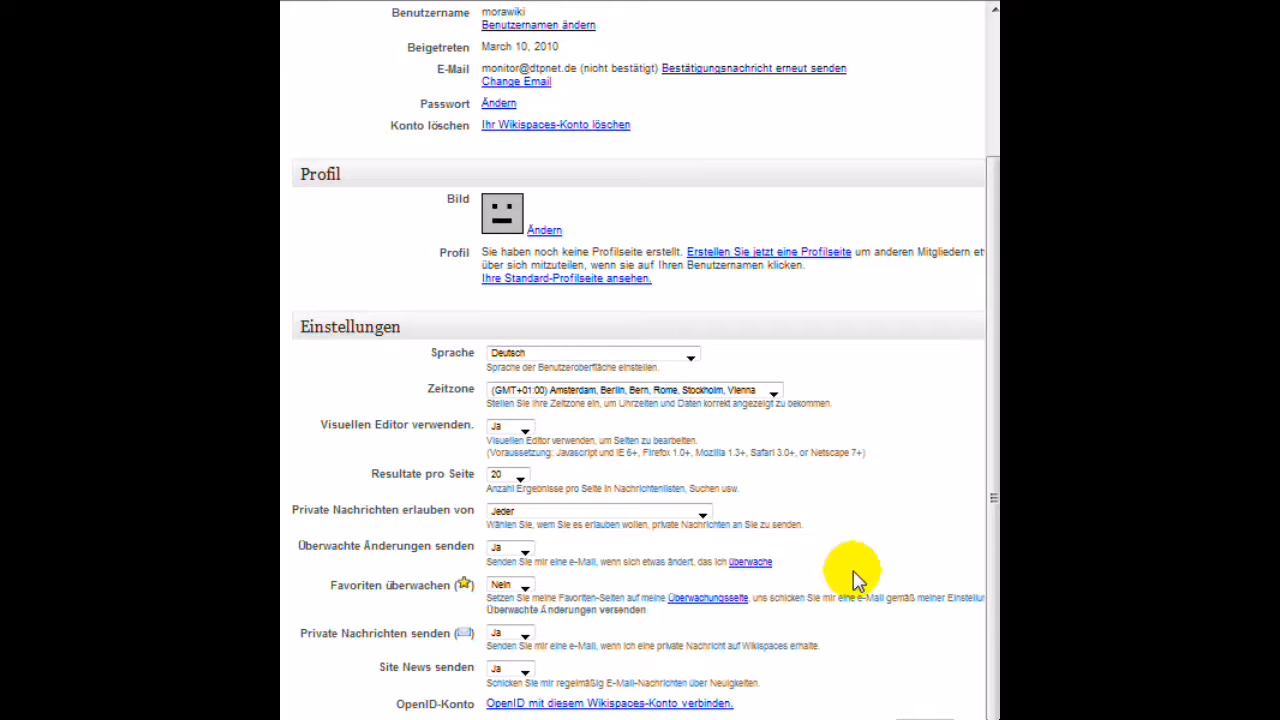 Benutzername morawiki
Benutzernamen ändern
Beigetreten March 10, 2010
E-Mail monitor@dtpnet.de (nicht bestätigt) Bestätigungsnachricht erneut senden
Change Email
Passwort Ändern
Konto löschen Ihr Wikispaces-Konto löschen
Profil
Bild
Ändern
Profil Sie haben noch keine Profilseite erstellt. Erstellen Sie jetzt eine Profilseite um anderen Mitgliedern et
über sich mitzuteilen, wenn sie auf Ihren Benutzernamen klicken.
Ihre Standard-Profilseite ansehen.
Einstellungen
Sprache Deutsch
Sprache der Benutzeroberfläche einstellen.
Zeitzone (GMT+01:00) Amsterdam, Berlin, Bern, Rome, Stockholm, Vienna
Stellen Sie Ihre Zeitzone ein, um Uhrzeiten und Daten korrekt angezeigt zu bekommen.
Visuellen Editor verwenden. Ja
Visuellen Editor verwenden, um Seiten zu bearbeiten.
(Voraussetzung: Javascript und IE 6+, Firefox 1.0+, Mozilla 1.3+, Safari 3.0+, or Netscape 7+)
Resultate pro Seite 20
Anzahl Ergebnisse pro Seite in Nachrichtenlisten, Suchen usw.
Private Nachrichten erlauben von Jeder
Wählen Sie, wem Sie es erlauben wollen, private Nachrichten an Sie zu senden.
Überwachte Änderungen senden Ja
Senden Sie mir eine e-Mail, wenn sich etwas ändert, das ich überwache
Favoriten überwachen ( ) Nein
Setzen Sie meine Favoriten-Seiten auf meine Überwachungsseite, uns schicken Sie mir eine e-Mail gemäß meiner Einstellun
Überwachte Änderungen versenden
Private Nachrichten senden ( ) Ja
Senden Sie mir eine e-Mail, wenn ich eine private Nachricht auf Wikispaces erhalte.
Site News senden Ja
Schicken Sie mir regelmäßig E-Mail-Nachrichten über Neuigkeiten.
OpenID-Konto OpenID mit diesem Wikispaces-Konto verbinden.